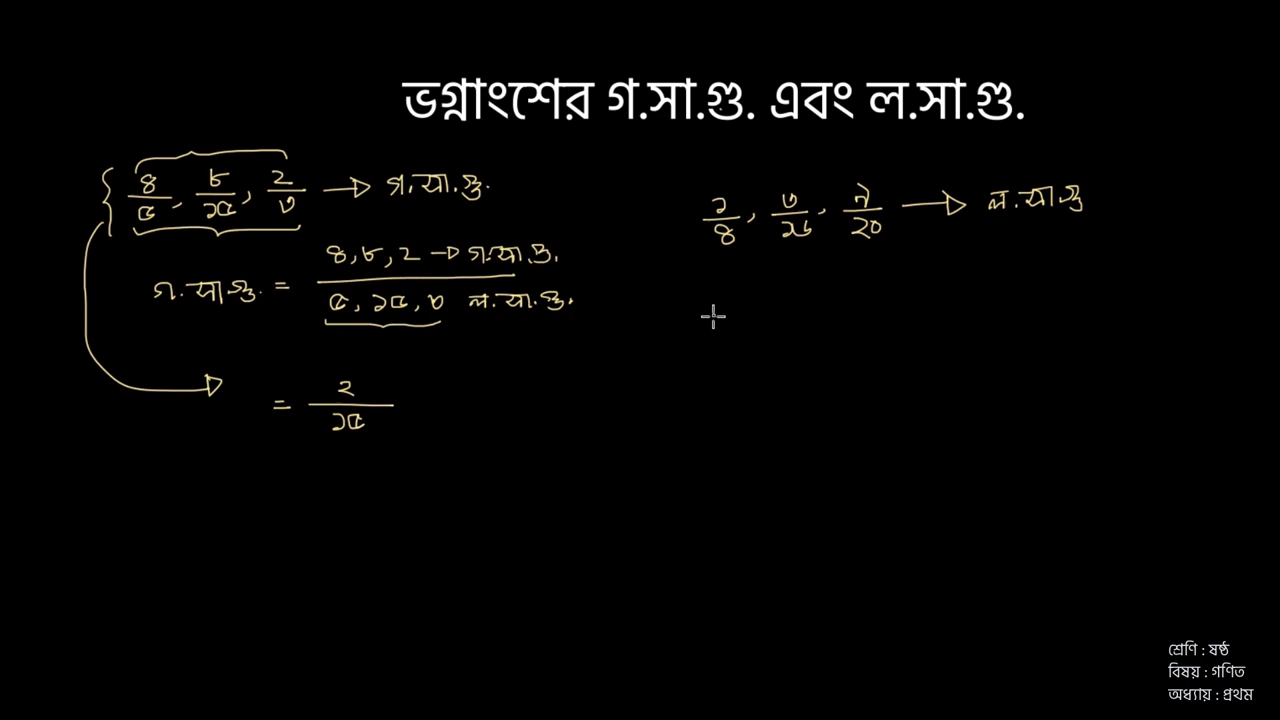 ভগ্নাংশের গ.সা.গু. এবং ল.সা.গু.
৪/৫, ৮/১৫, ২/৩ → গ.সা.গু.
গ.সা.গু. = ৪,৮,২ → গ.সা.গু. / ৫, ১৫, ৩ ল.সা.গু.
= ২/১৫
১/৪, ৩/১৬, ৯/২০ → ল.সা.গু
শ্রেণি : ষষ্ঠ
বিষয় : গণিত
অধ্যায় : প্রথম